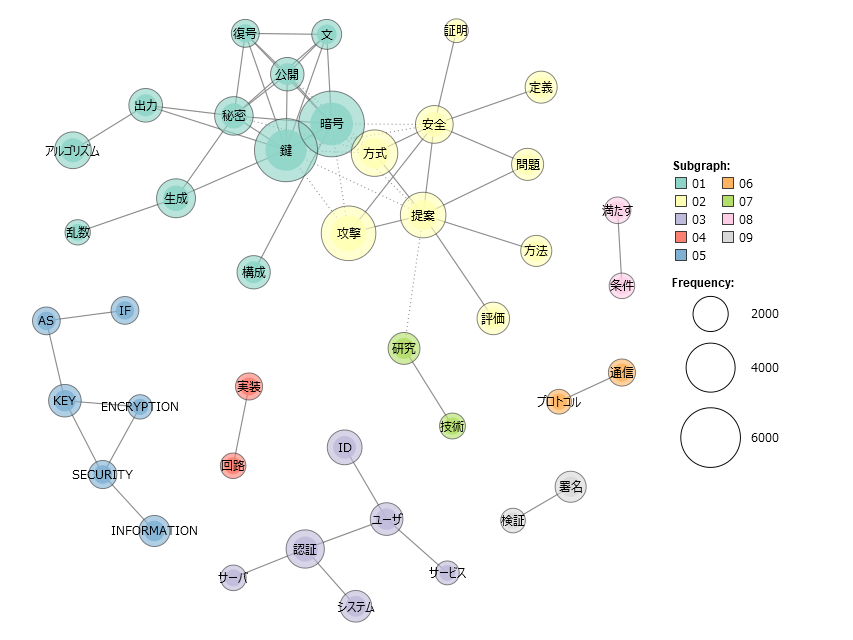 復号
文
証明
公開
定義
出力
秘密
暗号
安全
アルゴリズム
鍵
方式
問題
生成
満たす
乱数
攻撃
提案
方法
構成
条件
AS
IF
評価
研究
実装
通信
KEY
ENCRYPTION
プロトコル
技術
ID
回路
SECURITY
署名
INFORMATION
ユーザ
検証
認証
サーバ
サービス
システム
Subgraph:
01 06
02 07
03 08
04 09
05
Frequency:
2000
4000
6000